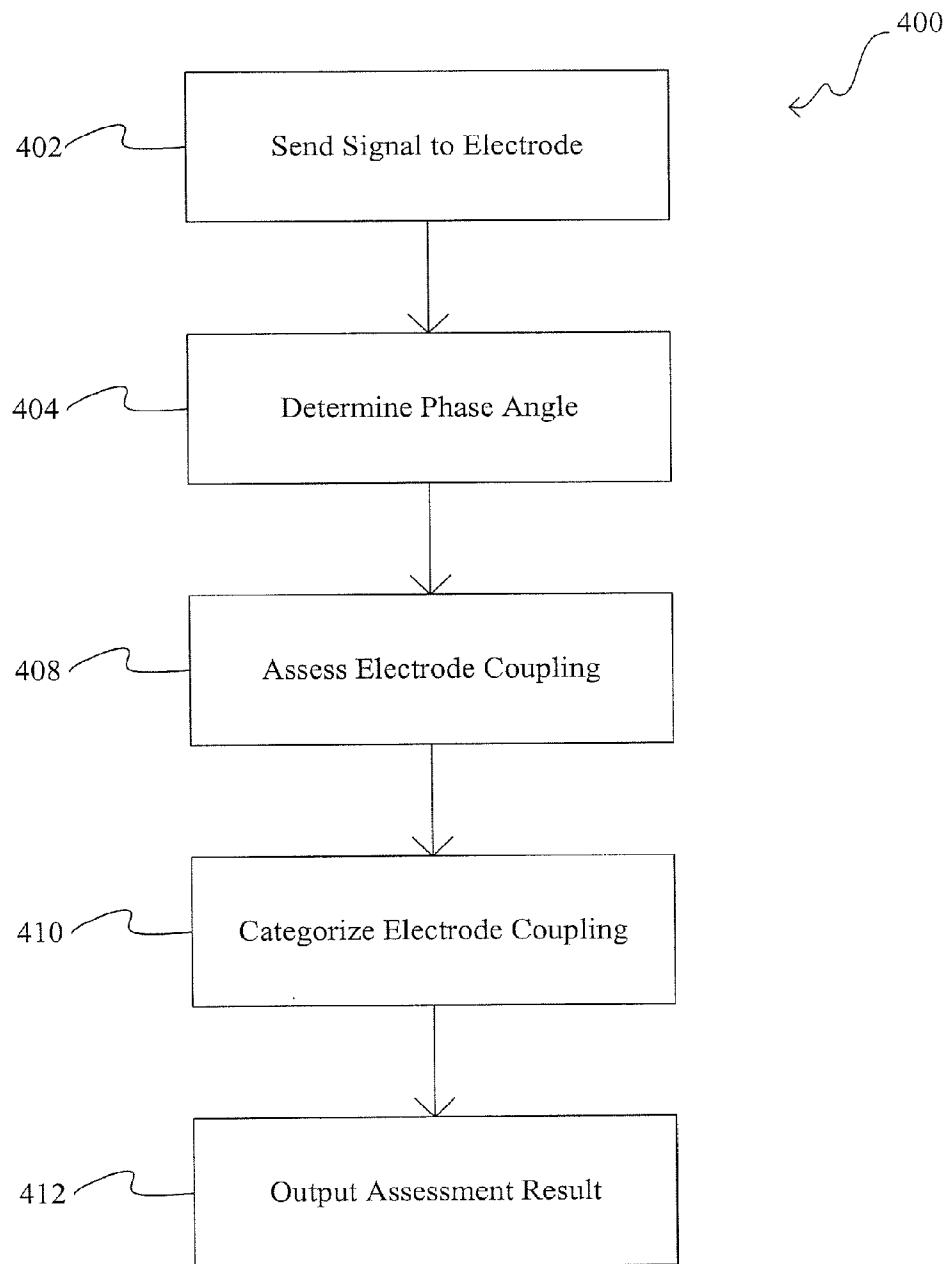 400
402
Send Signal to Electrode
404
Determine Phase Angle
408
Assess Electrode Coupling
410
Categorize Electrode Coupling
412
Output Assessment Result